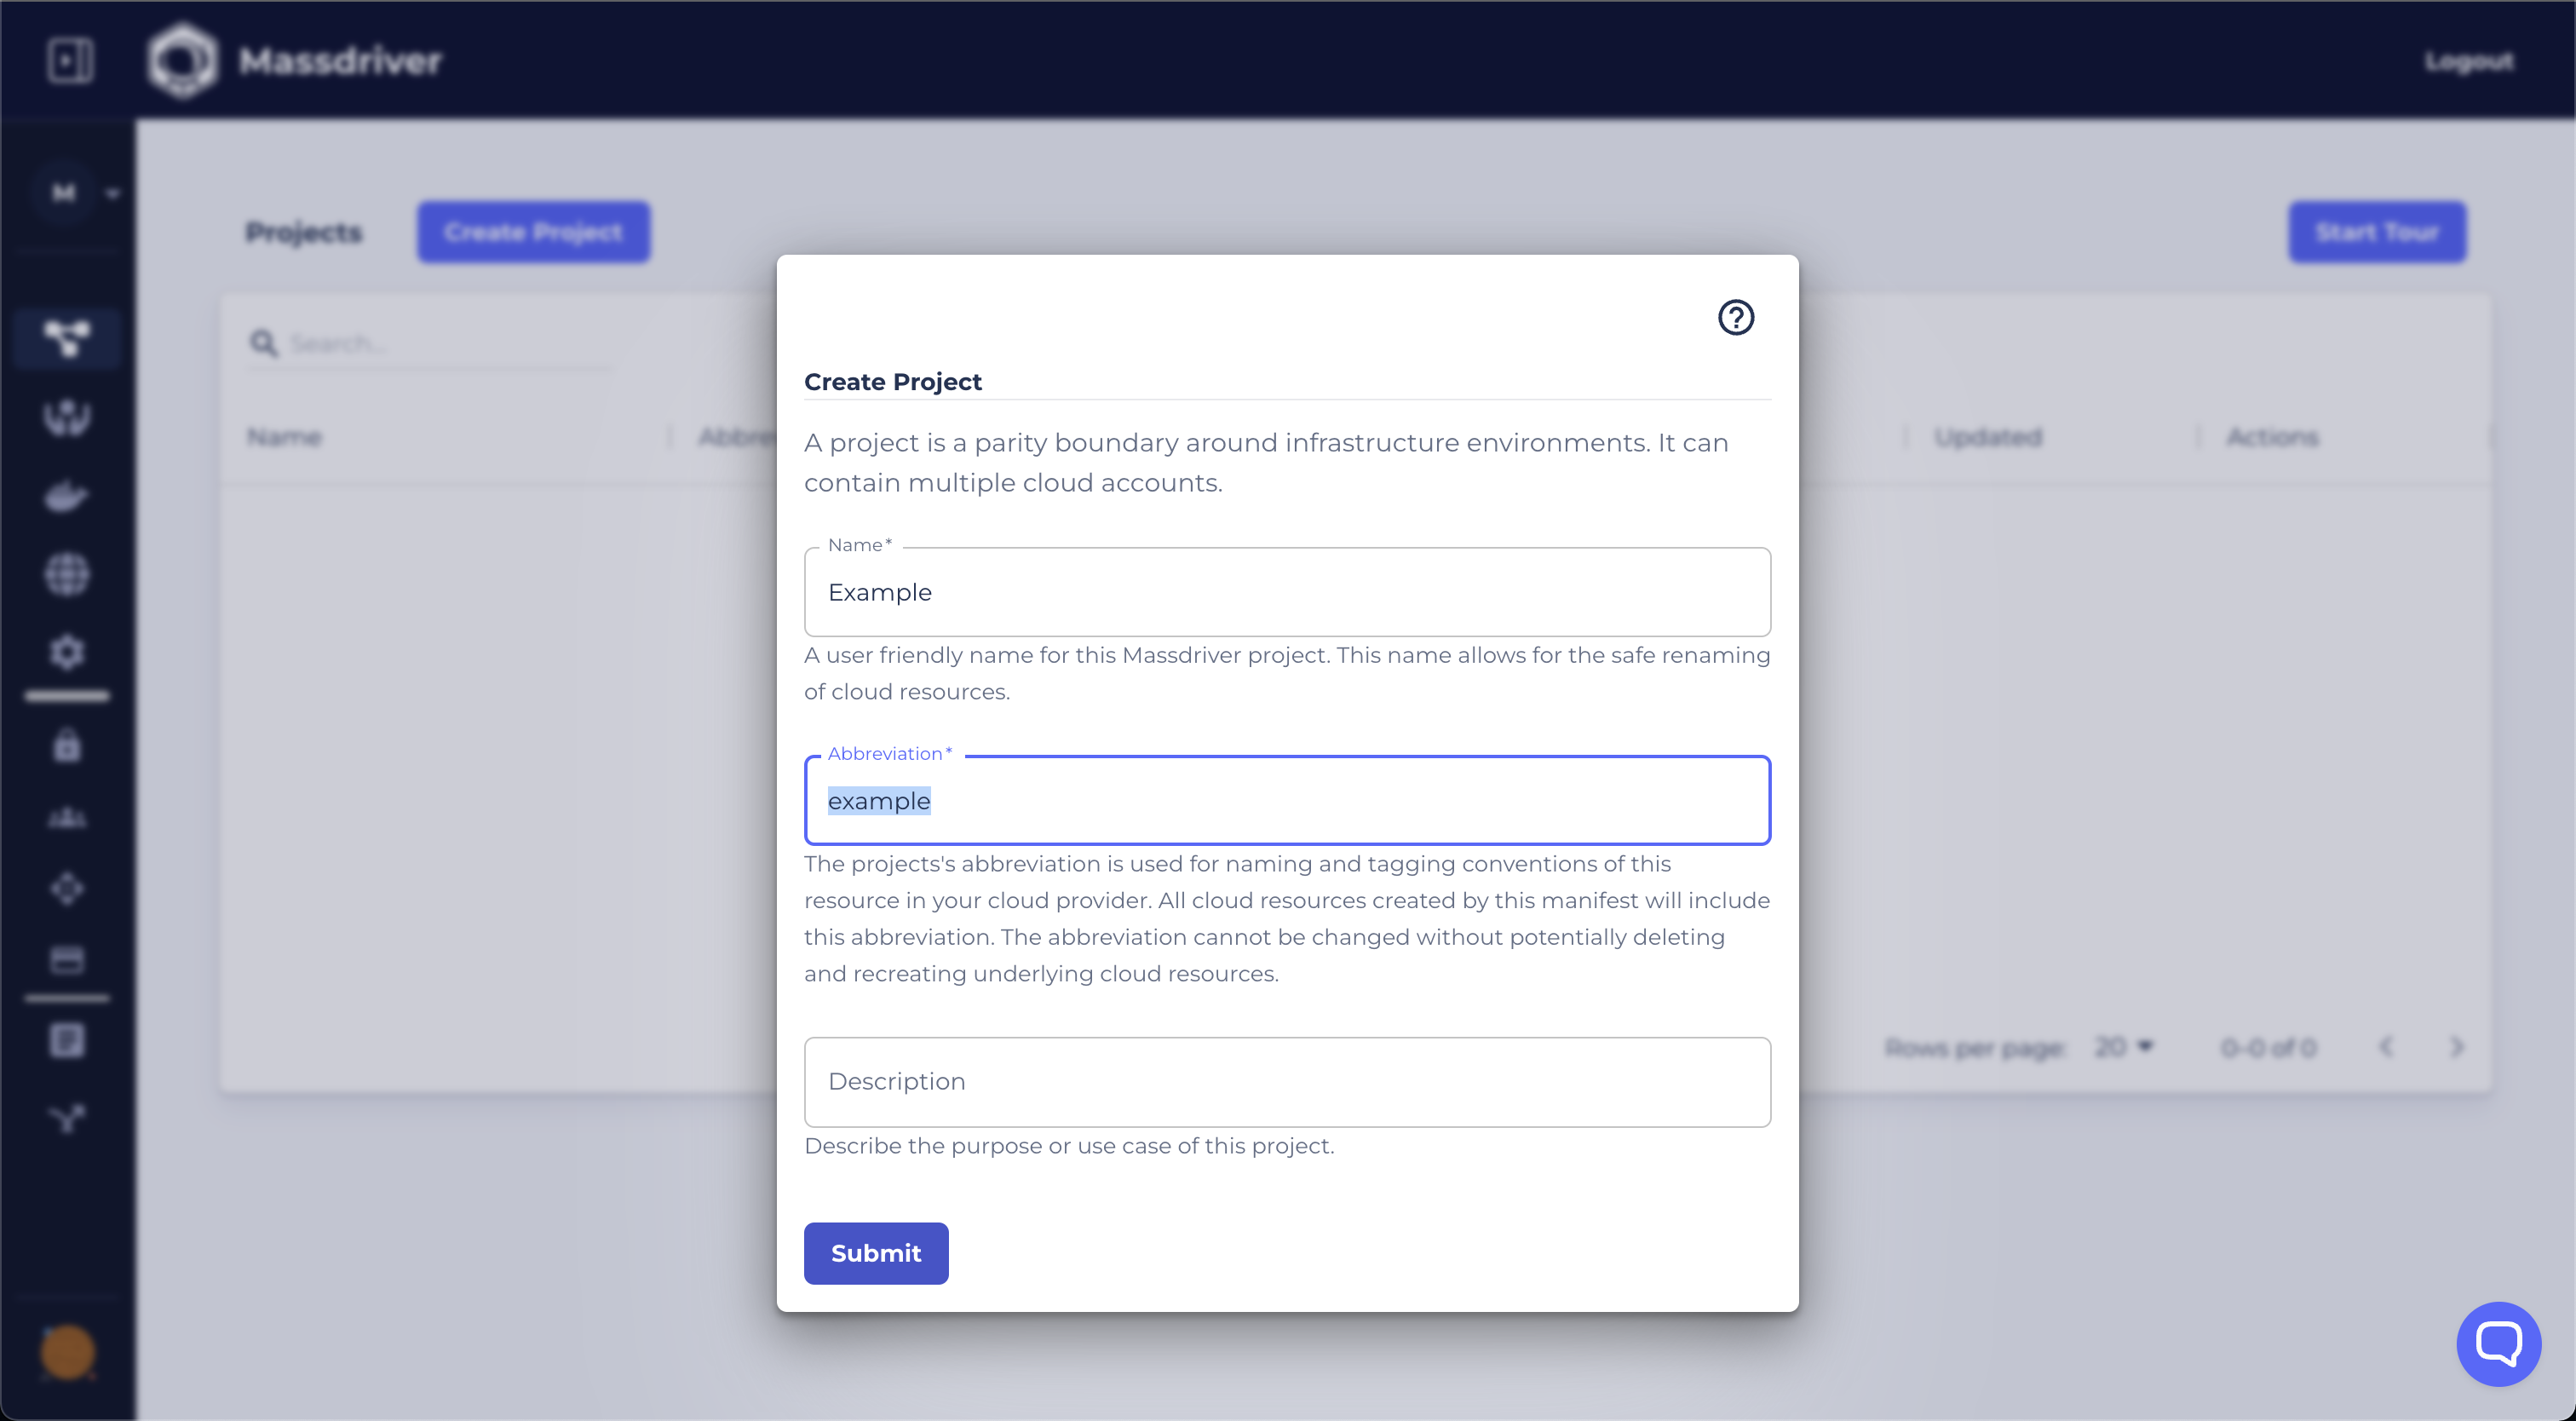 Massdriver
Logout
M
Projects
Create Project
Start Tour
Search...
Name
Abbre
Updated
Actions
Create Project
A project is a parity boundary around infrastructure environments. It can
contain multiple cloud accounts.
Name*
Example
A user friendly name for this Massdriver project. This name allows for the safe renaming
of cloud resources.
Abbreviation*
example
The projects's abbreviation is used for naming and tagging conventions of this
resource in your cloud provider. All cloud resources created by this manifest will include
this abbreviation. The abbreviation cannot be changed without potentially deleting
and recreating underlying cloud resources.
Description
Describe the purpose or use case of this project.
Submit
Rows per page: 20
0-0 of 0